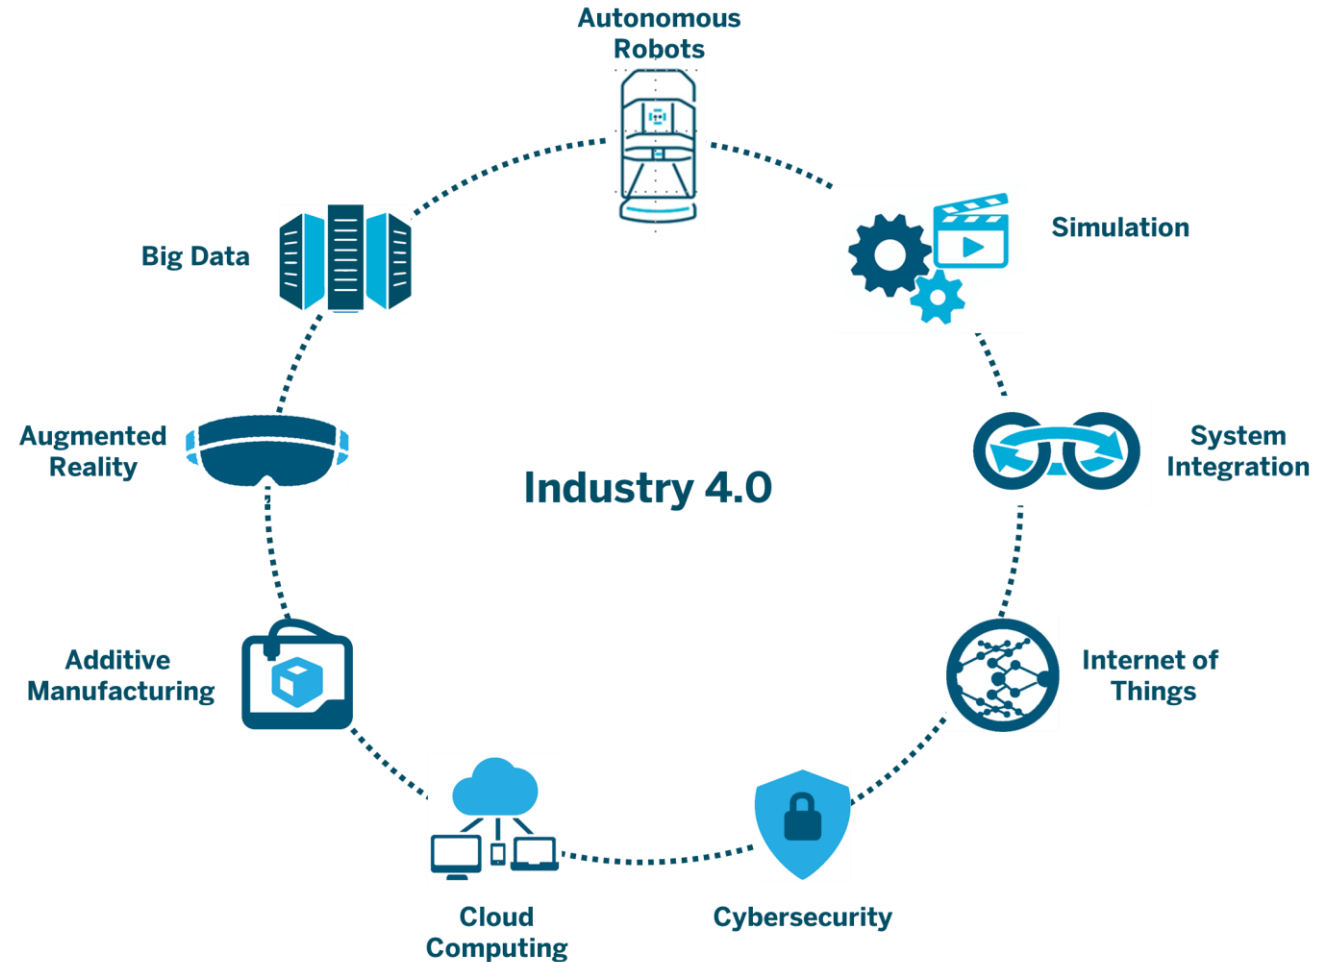 Autonomous
Robots
Simulation
Big Data
System
Integration
Augmented
Reality
Industry 4.0
Additive
Manufacturing
Internet of
Things
Cloud
Computing
Cybersecurity